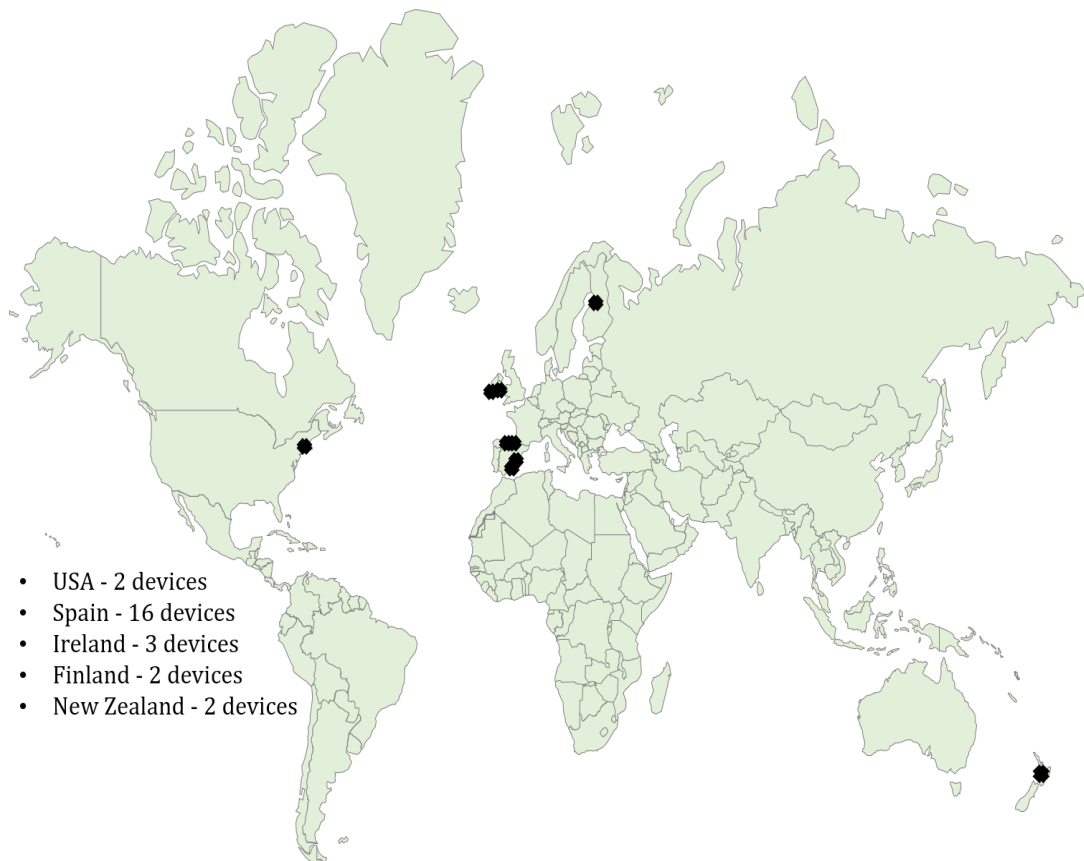 • USA - 2 devices
• Spain - 16 devices
• Ireland - 3 devices
• Finland - 2 devices
• New Zealand - 2 devices